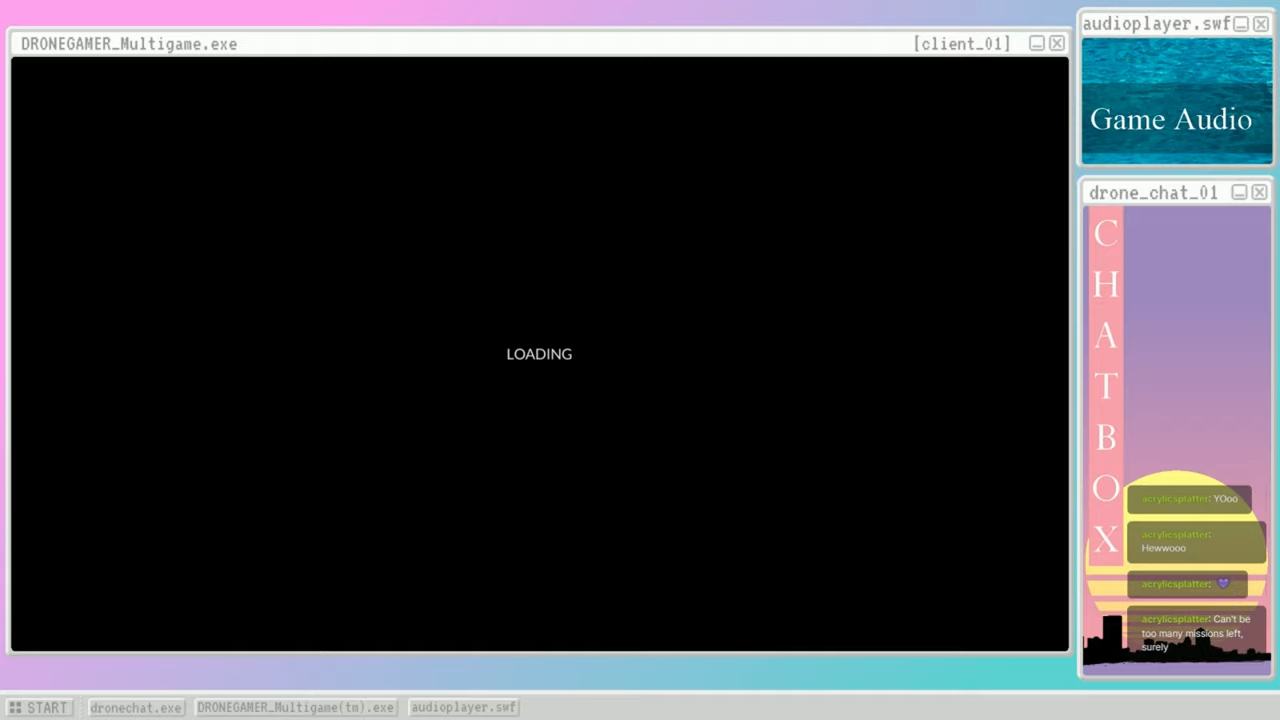 DRONEGAMER_Multigame.exe [client_01]
LOADING
audioplayer.swf
Game Audio
drone_chat_01
CHATBOX
acrylicsplatter: YOoo
acrylicsplatter:
Hewwooo
acrylicsplatter: 💜
acrylicsplatter: Can't be
too many missions left,
surely
START dronechat.exe DRONEGAMER_Multigame(tm).exe audioplayer.swf